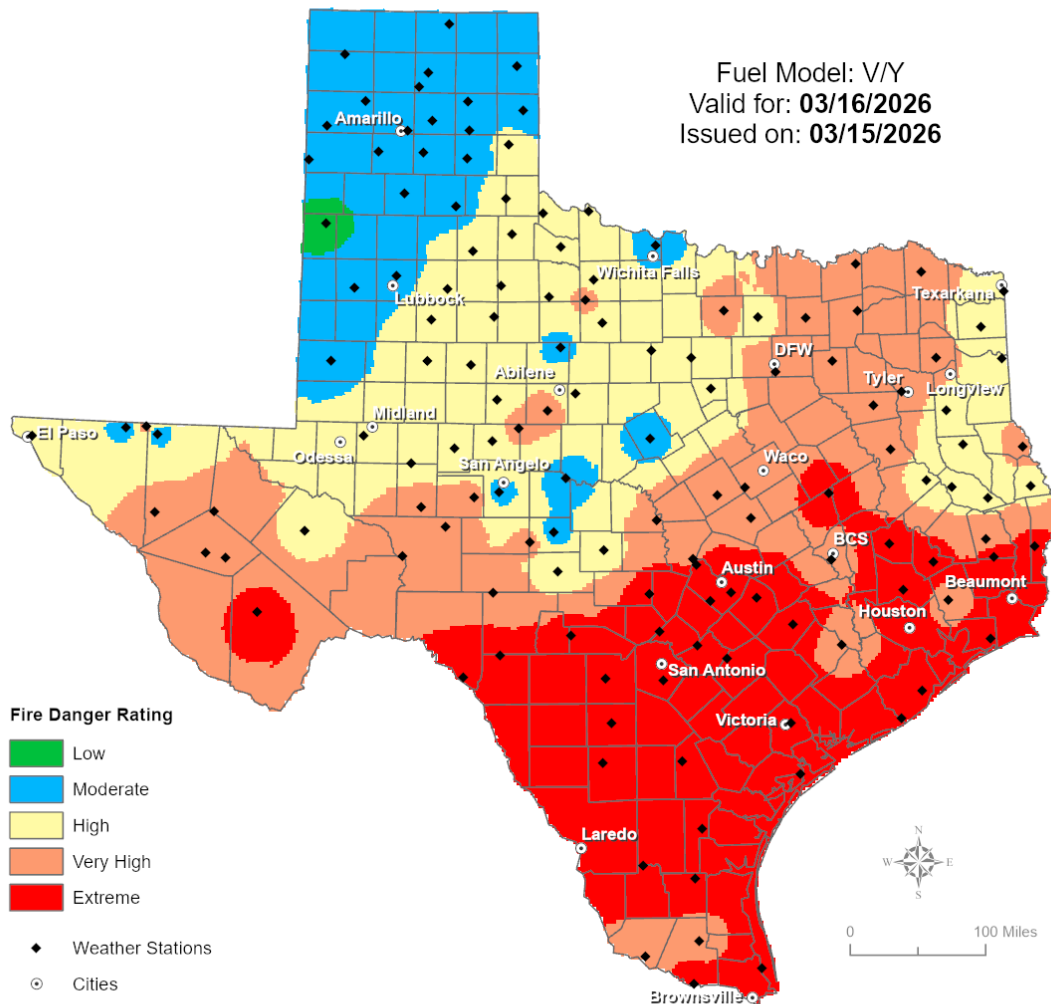 Fuel Model: V/Y
Valid for: 03/16/2026
Issued on: 03/15/2026
Amarillo
Lubbock
Wichita Falls
Texarkana
DFW
Abilene
Tyler
Longview
Midland
El Paso
Odessa
San Angelo
Waco
BCS
Austin
Beaumont
Houston
San Antonio
Victoria
Laredo
Brownsville
Fire Danger Rating
Low
Moderate
High
Very High
Extreme
Weather Stations
Cities
N
W E
S
0 100 Miles